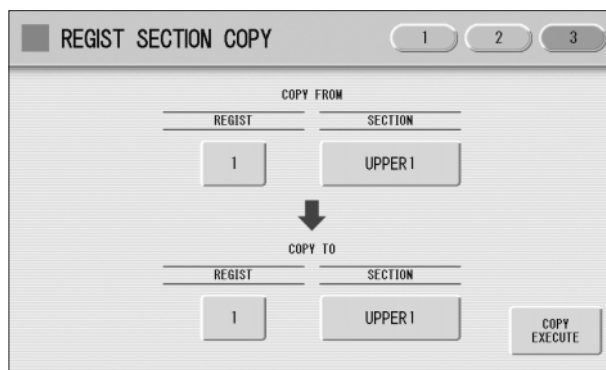 REGIST SECTION COPY
1 2 3
COPY FROM
REGIST SECTION
1 UPPER1
COPY TO
REGIST SECTION
1 UPPER1
COPY
EXECUTE